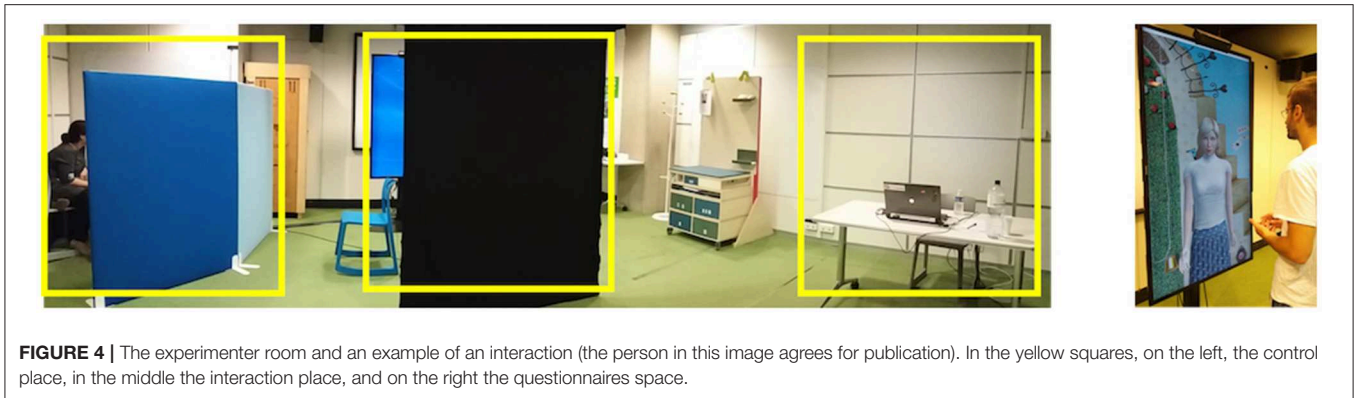 FIGURE 4 | The experimenter room and an example of an interaction (the person in this image agrees for publication). In the yellow squares, on the left, the control
place, in the middle the interaction place, and on the right the questionnaires space.